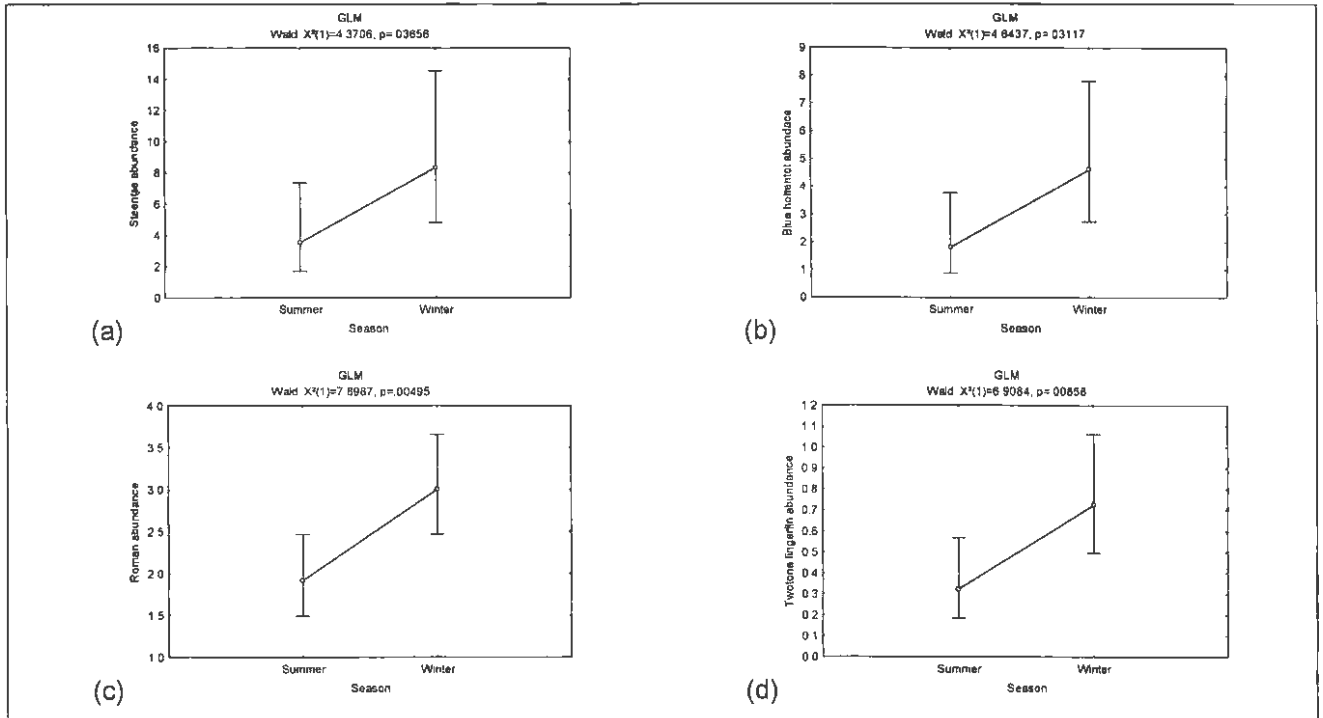 GLM
Wald X²(1)=4 3706, p= 03656
16
14
12
10
8
6
4
2
0
Steentjie abundance
Summer Winter
Season
(a)
GLM
Wald X²(1)=4 6437, p= 03117
9
8
7
6
5
4
3
2
1
0
Blue hottentot abundace
Summer Winter
Season
(b)
GLM
Wald X²(1)=7 8987, p=.00495
4 0
3.5
3.0
2.5
2 0
1.5
1 0
Roman abundance
Summer Winter
Season
(c)
GLM
Wald X²(1)=6 9084, p= 00858
1.2
1.1
1.0
0.9
0.8
0.7
0.6
0.5
0.4
0.3
0.2
0 1
0.0
Twotone fingerfin abundance
Summer Winter
Season
(d)